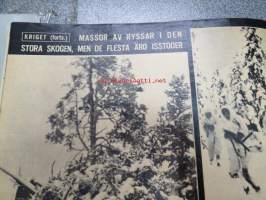 KRIGET (forts.) MASSOR AV RYSSAR I DEN
STORA SKOGEN, MEN DE FLESTA ÄRO ISSTODER